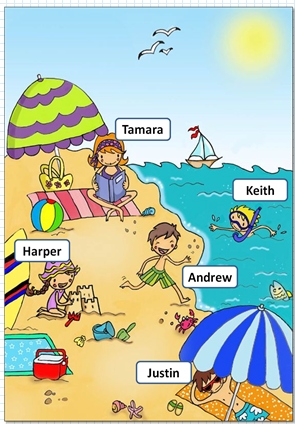 Tamara
Keith
Harper
Andrew
Justin